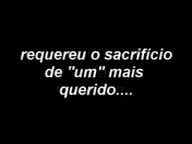 requereu o sacrifício
de "um" mais
querido....